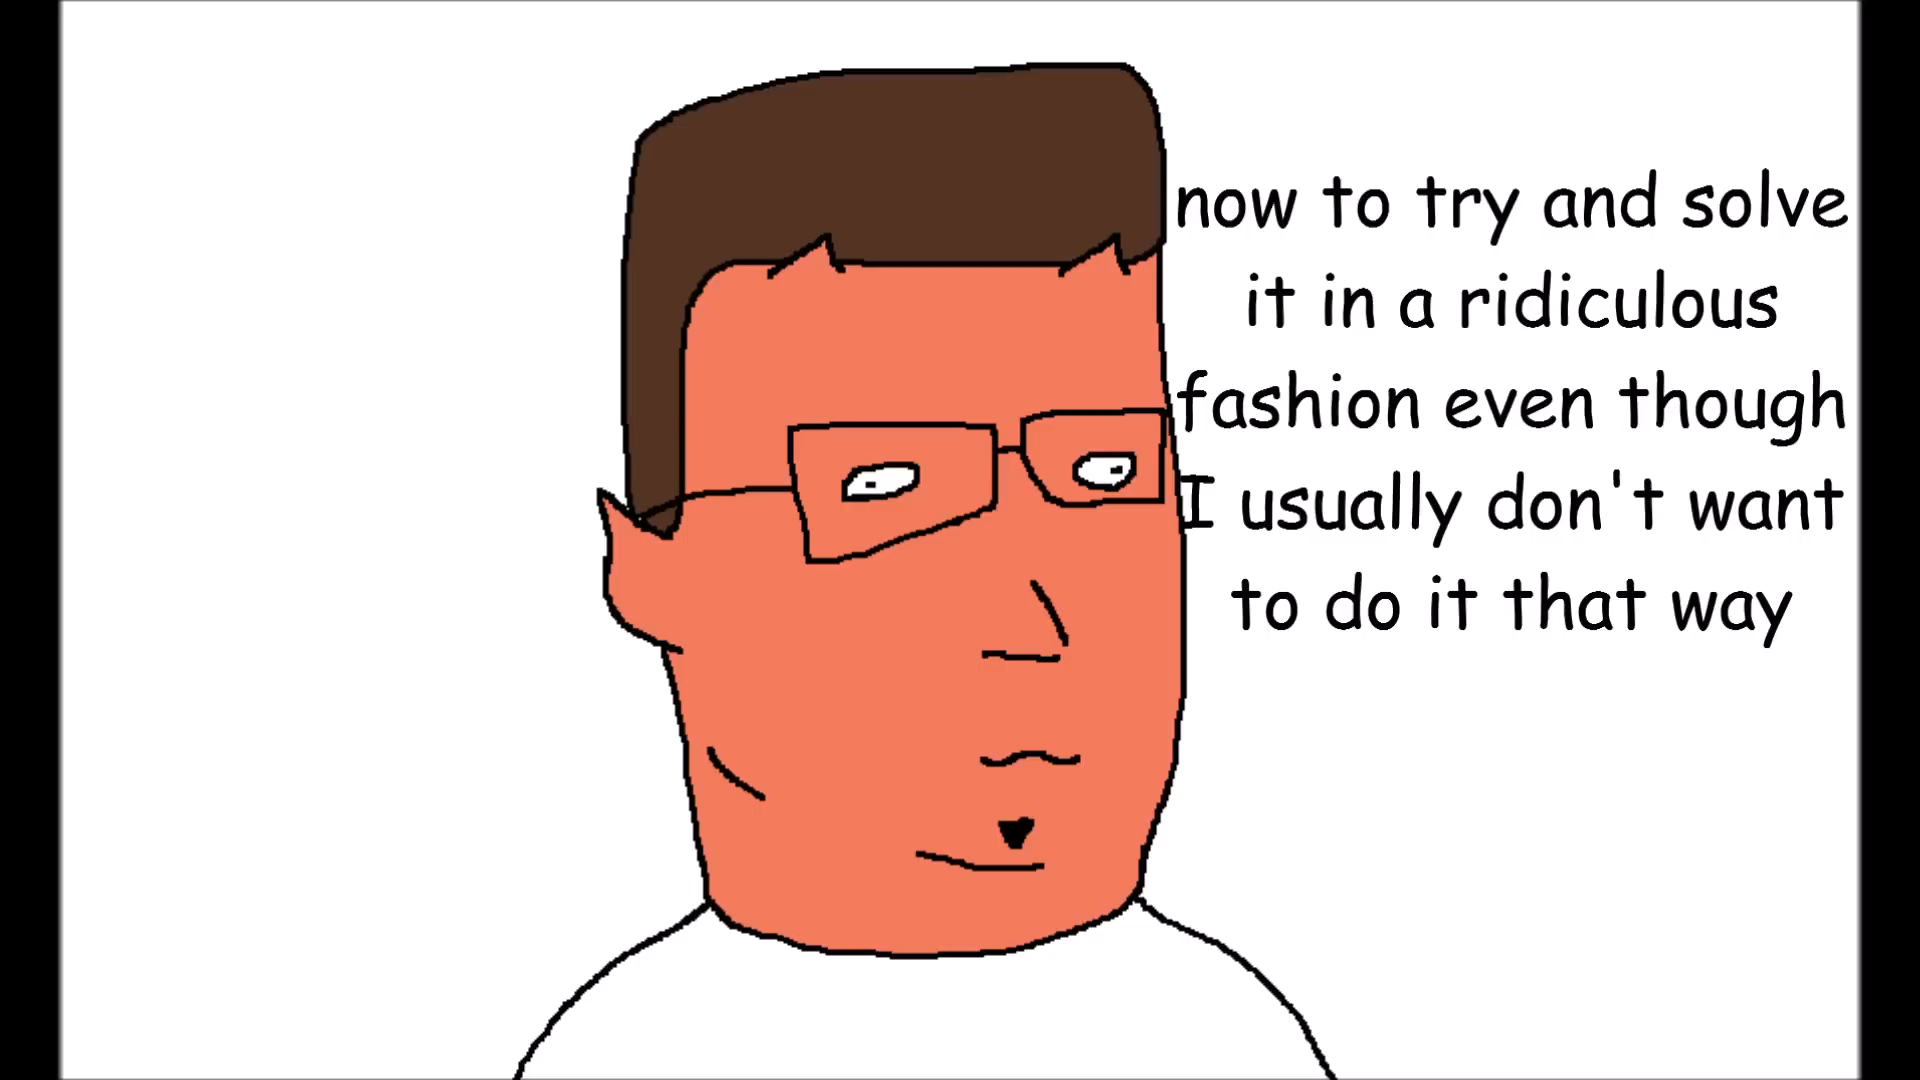 now to try and solve
it in a ridiculous
fashion even though
I usually don't want
to do it that way